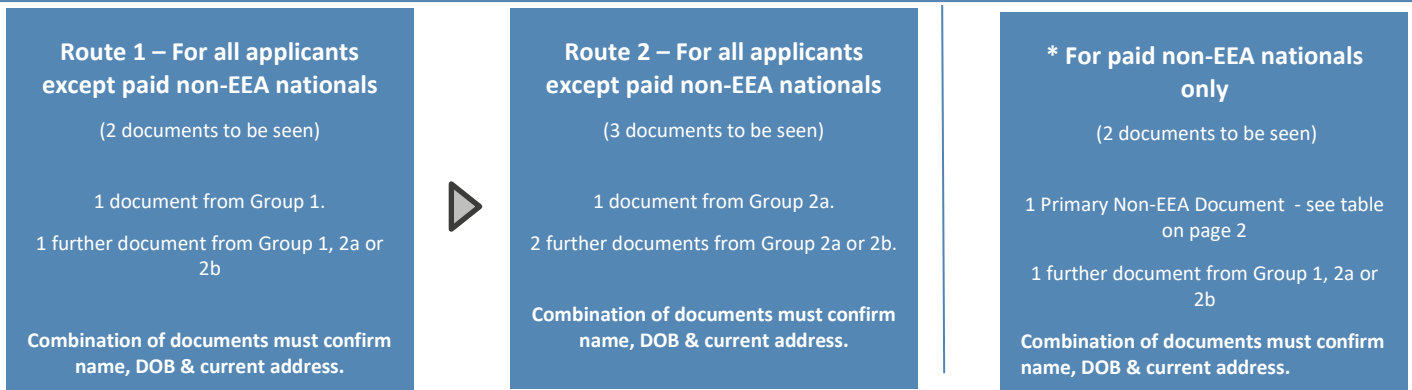 Route 1 – For all applicants
except paid non-EEA nationals
(2 documents to be seen)
1 document from Group 1.
1 further document from Group 1, 2a or
2b
Combination of documents must confirm
name, DOB & current address.
Route 2 – For all applicants
except paid non-EEA nationals
(3 documents to be seen)
1 document from Group 2a.
2 further documents from Group 2a or 2b.
Combination of documents must confirm
name, DOB & current address.
* For paid non-EEA nationals
only
(2 documents to be seen)
1 Primary Non-EEA Document  - see table
on page 2
1 further document from Group 1, 2a or
2b
Combination of documents must confirm
name, DOB & current address.